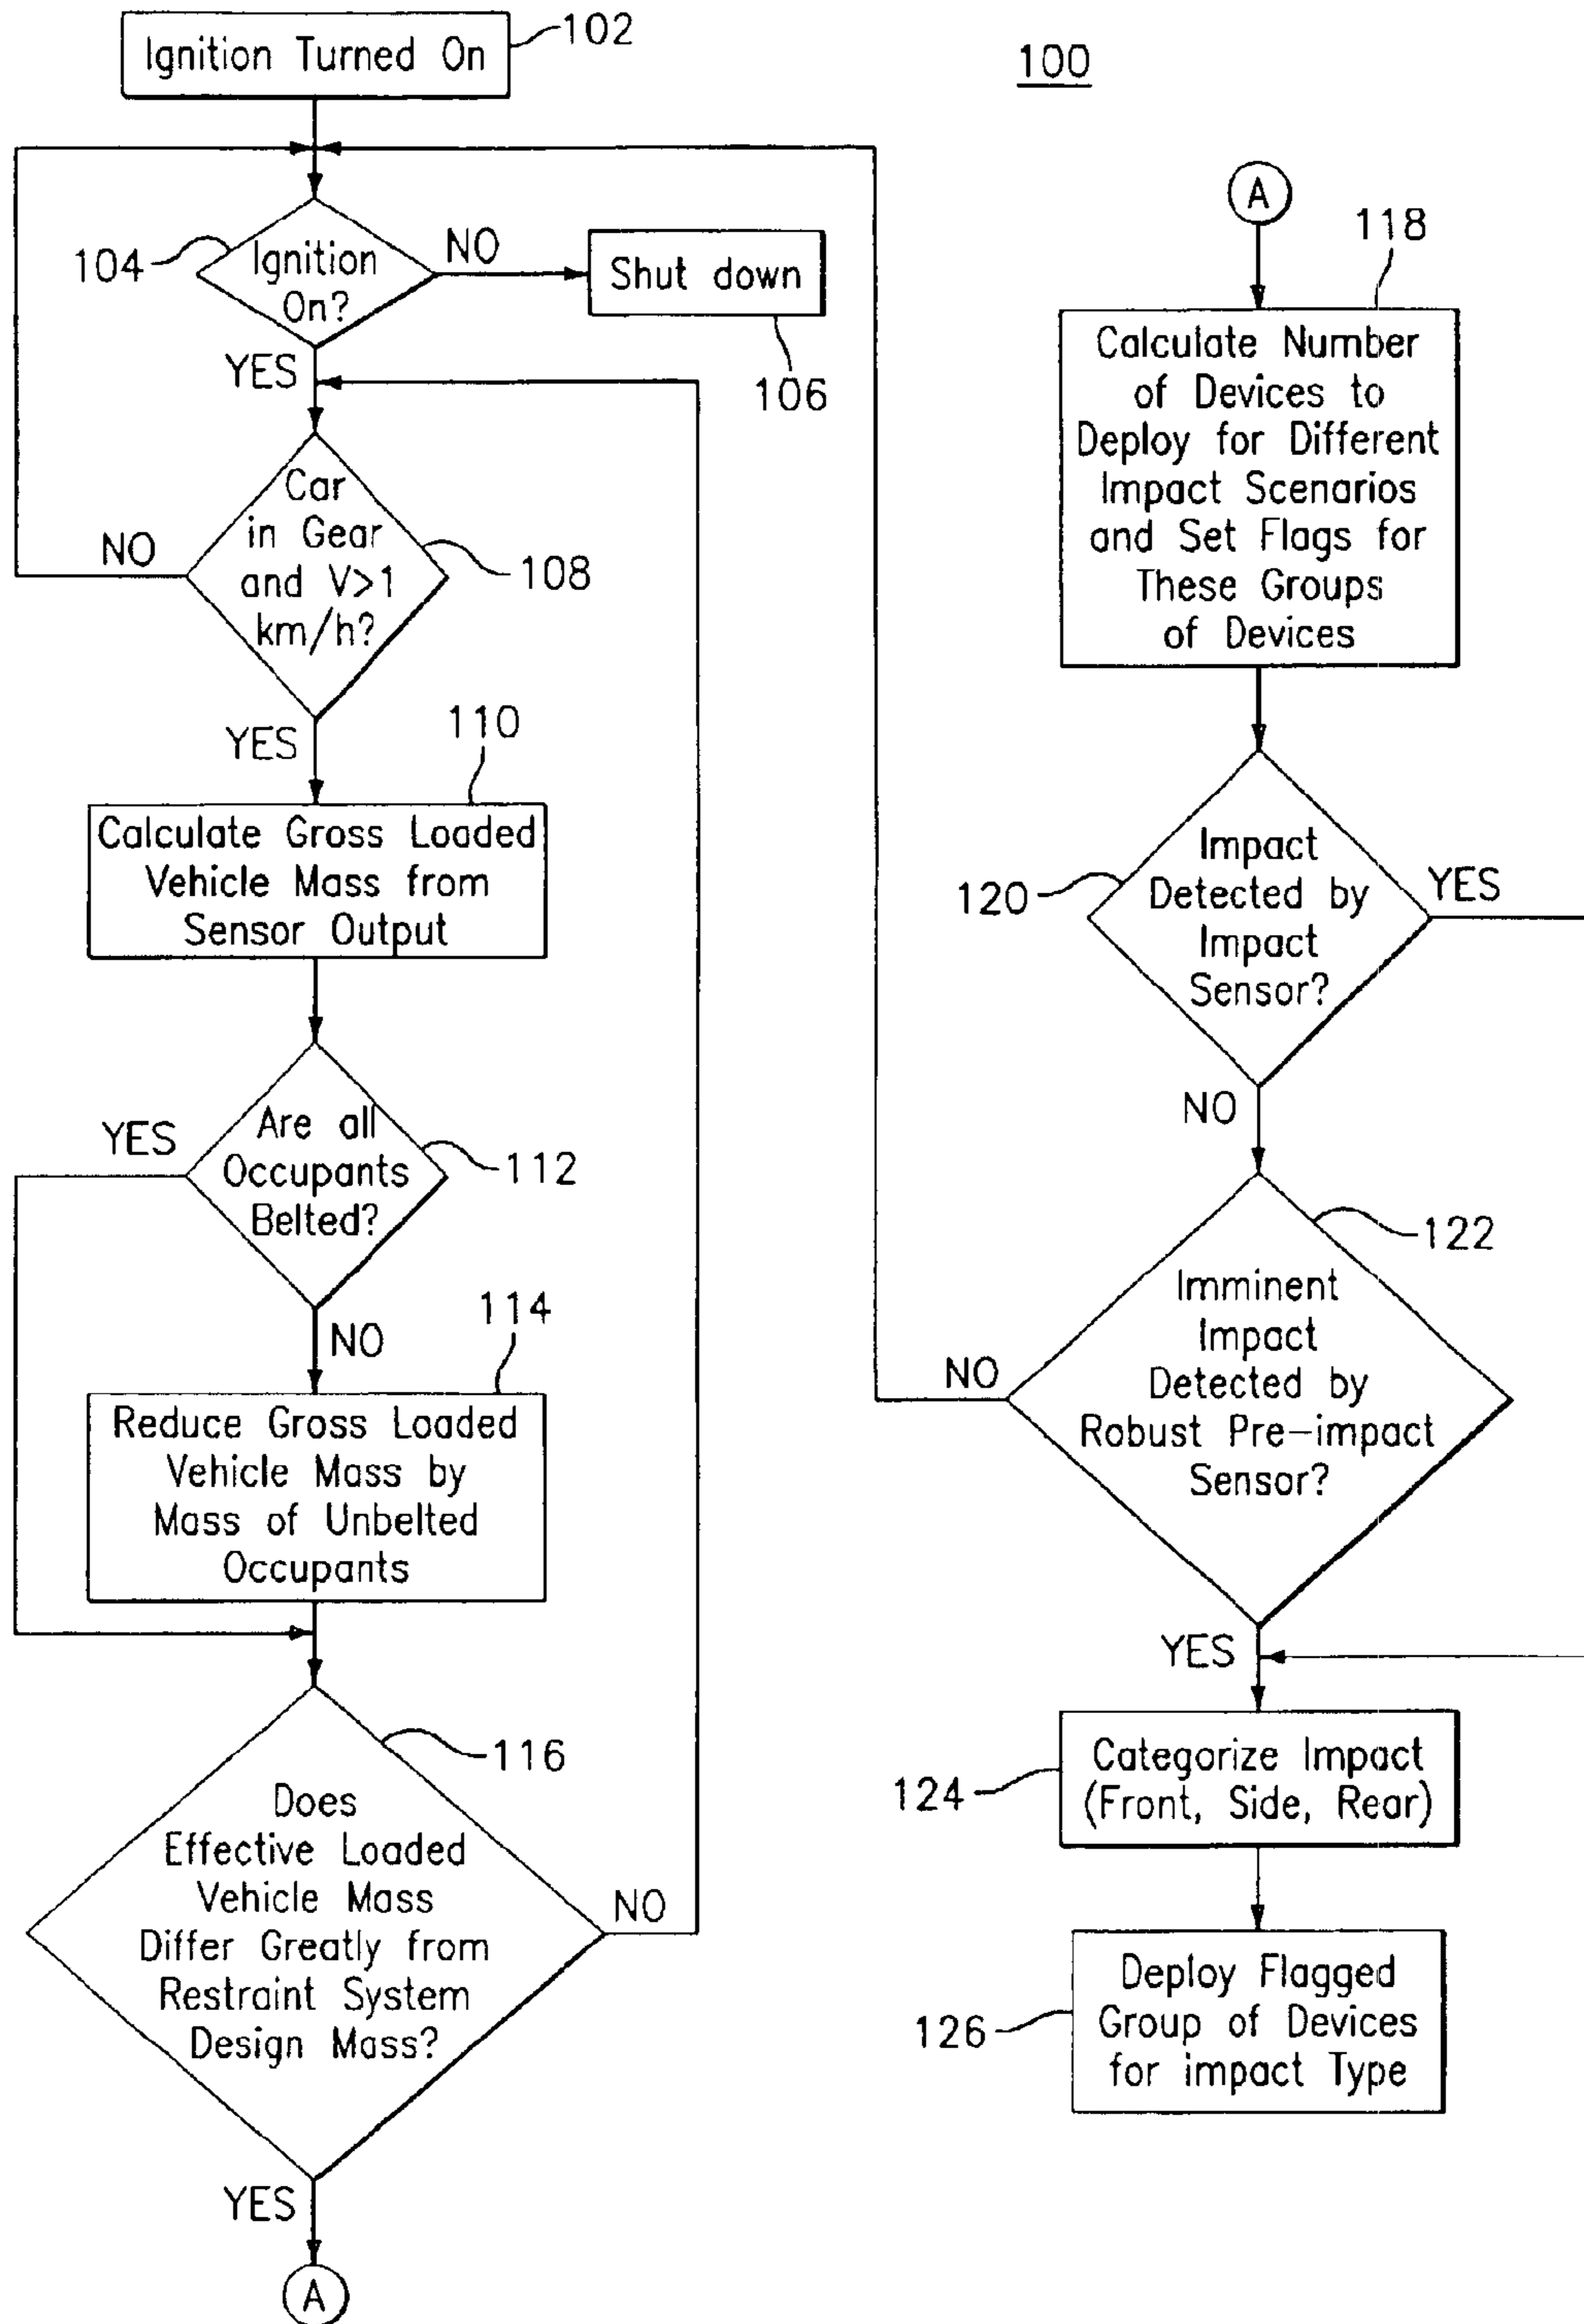 Ignition Turned On
102
100
104
Ignition
On?
NO
Shut down
106
YES
Car
in Gear
and V>1
km/h?
108
NO
YES
110
Calculate Gross Loaded
Vehicle Mass from
Sensor Output
YES
Are all
Occupants
Belted?
112
NO
114
Reduce Gross Loaded
Vehicle Mass by
Mass of Unbelted
Occupants
116
Does
Effective Loaded
Vehicle Mass
Differ Greatly from
Restraint System
Design Mass?
NO
YES
A
A
118
Calculate Number
of Devices to
Deploy for Different
Impact Scenarios
and Set Flags for
These Groups
of Devices
120
Impact
Detected by
Impact
Sensor?
YES
NO
122
Imminent
Impact
Detected by
Robust Pre-impact
Sensor?
NO
YES
124
Categorize Impact
(Front, Side, Rear)
126
Deploy Flagged
Group of Devices
for impact Type